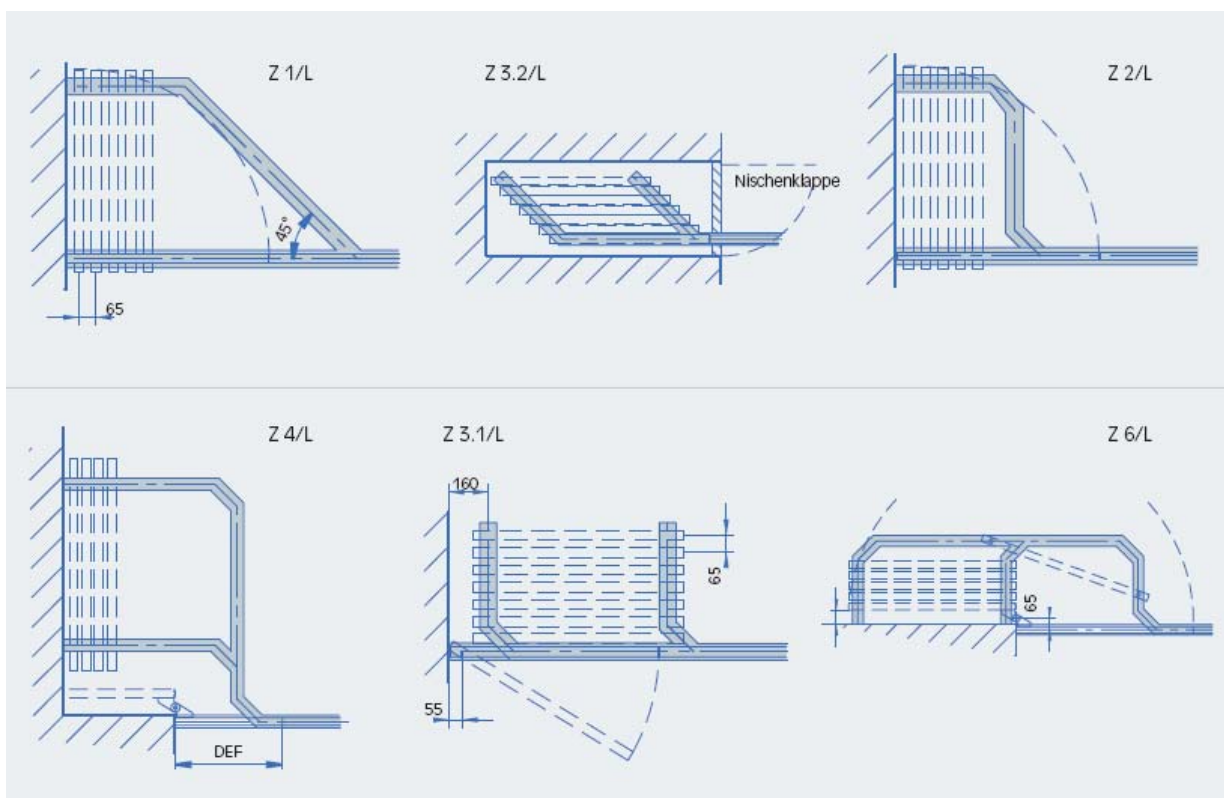 Z 1/L
45°
65
Z 3.2/L
Nischenklappe
Z 2/L
Z 4/L
DEF
Z 3.1/L
160
65
55
Z 6/L
65